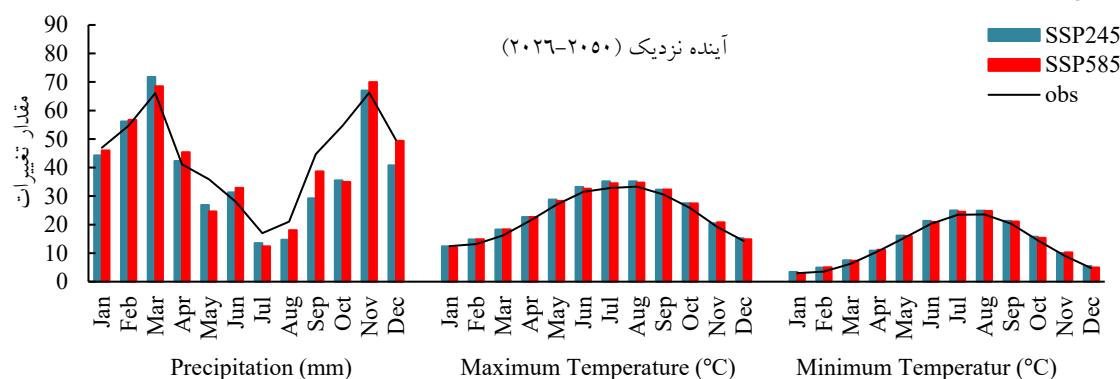 آینده نزدیک (۲۰۲۶-۲۰۵۰)
SSP245
SSP585
obs
مقدار تغییرات
90
80
70
60
50
40
30
20
10
0
Jan Feb Mar Apr May Jun Jul Aug Sep Oct Nov Dec Jan Feb Mar Apr May Jun Jul Aug Sep Oct Nov Dec Jan Feb Mar Apr May Jun Jul Aug Sep Oct Nov Dec
Precipitation (mm) Maximum Temperature (°C) Minimum Temperatur (°C)